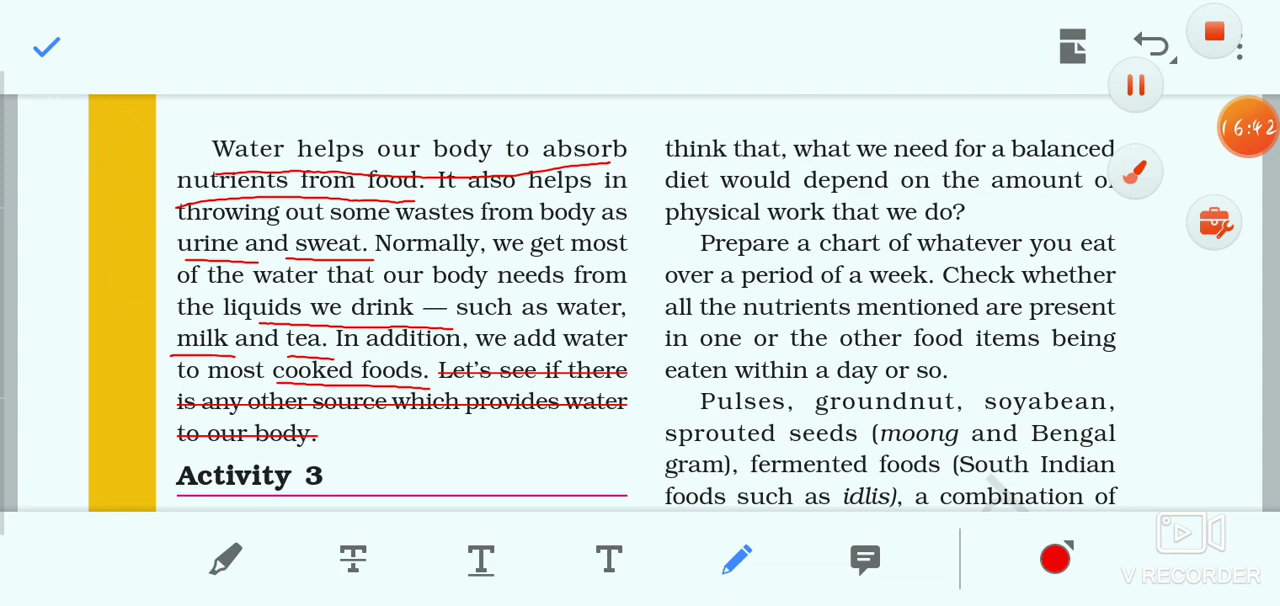 16:42
Water helps our body to absorb
nutrients from food. It also helps in
throwing out some wastes from body as
urine and sweat. Normally, we get most
of the water that our body needs from
the liquids we drink — such as water,
milk and tea. In addition, we add water
to most cooked foods. Let's see if there
is any other source which provides water
to our body.
Activity 3
think that, what we need for a balanced
diet would depend on the amount of
physical work that we do?
Prepare a chart of whatever you eat
over a period of a week. Check whether
all the nutrients mentioned are present
in one or the other food items being
eaten within a day or so.
Pulses, groundnut, soyabean,
sprouted seeds (moong and Bengal
gram), fermented foods (South Indian
foods such as idlis), a combination of
T T T
V RECORDER